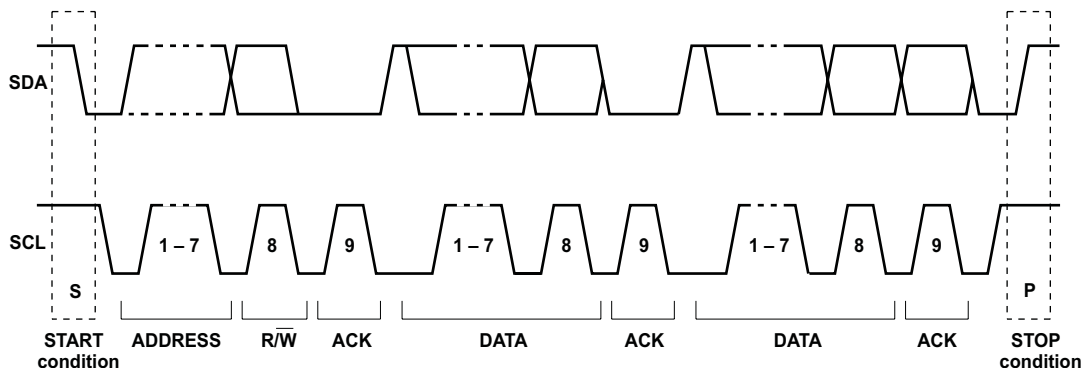 SDA
SCL
1 – 7
8
9
1 – 7
8
9
1 – 7
8
9
S
P
START
condition
ADDRESS
R/W̅
ACK
DATA
ACK
DATA
ACK
STOP
condition